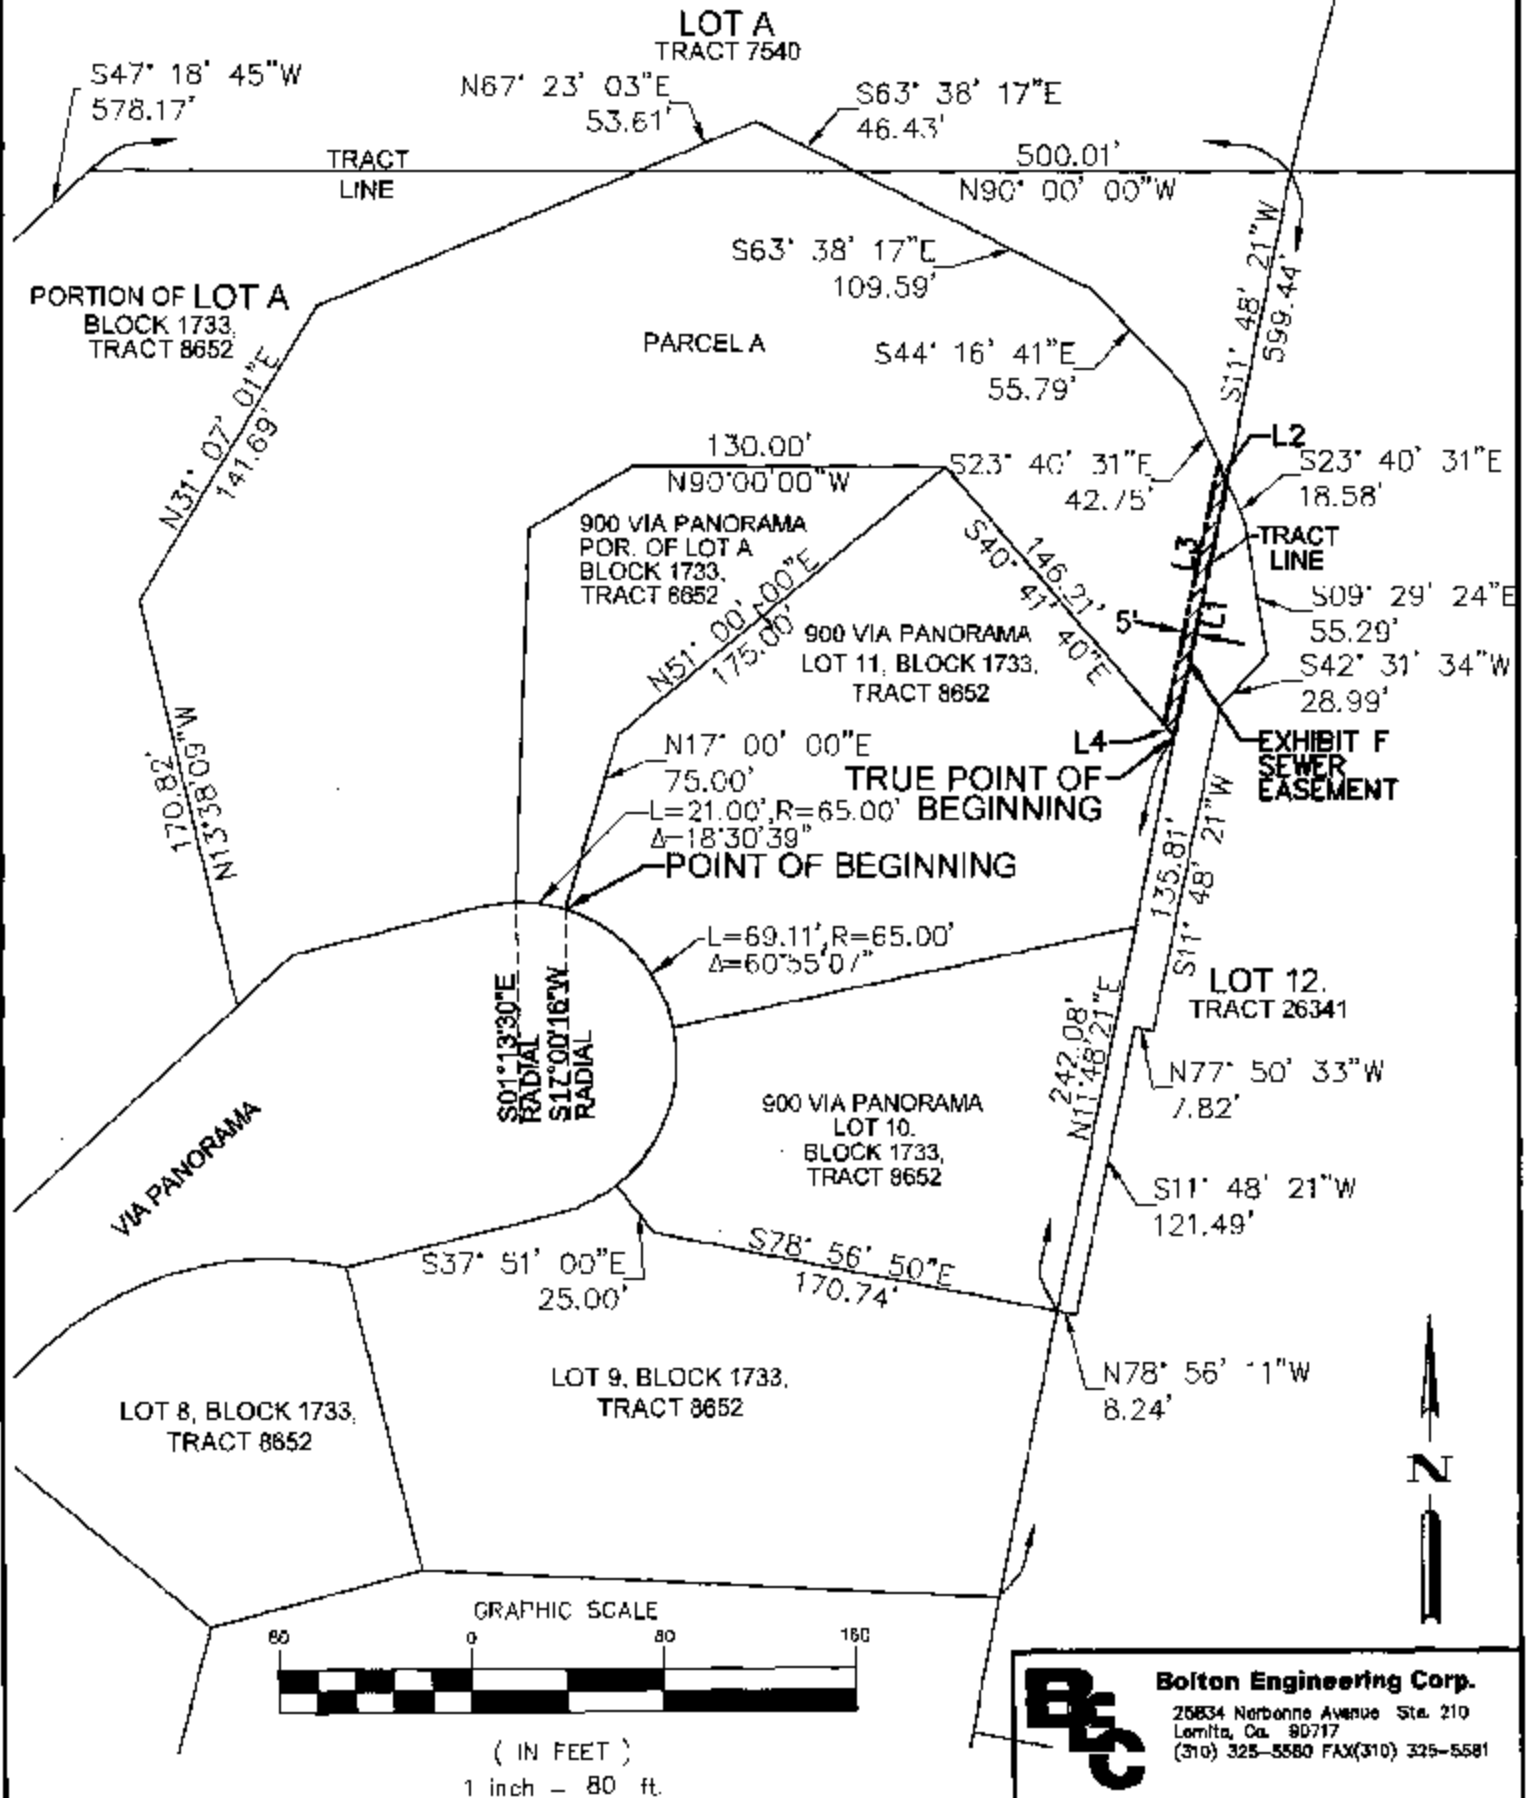 LOT A
TRACT 7540
S47° 18' 45"W
578.17'
N67° 23' 03"E
53.61'
S63° 38' 17"E
46.43'
TRACT
LINE
500.01'
N90° 00' 00"W
S63° 38' 17"E
109.59'
S11° 48' 21"W
599.44'
PORTION OF LOT A
BLOCK 1733,
TRACT 8652
PARCEL A
S44° 16' 41"E
55.79'
N31° 07' 01"E
141.69'
130.00'
N90°00'00"W
S23° 40' 31"E
42.75'
L2
S23° 40' 31"E
18.58'
900 VIA PANORAMA
POR. OF LOT A
BLOCK 1733,
TRACT 8652
S40° 41' 40"E
146.21'
L3
TRACT
LINE
N51° 00' 00"E
175.00'
L1
5'
S09° 29' 24"E
55.29'
900 VIA PANORAMA
LOT 11, BLOCK 1733,
TRACT 8652
S42° 31' 34"W
28.99'
170.82'
N13°38'09"W
N17° 00' 00"E
75.00'
L4
TRUE POINT OF
BEGINNING
EXHIBIT F
SEWER
EASEMENT
L=21.00',R=65.00'
Δ=18°30'39"
POINT OF BEGINNING
135.81'
S11° 48' 21"W
L=69.11',R=65.00'
Δ=60°55'07"
S01°13'30"E
RADIAL
S17°00'16"W
RADIAL
LOT 12.
TRACT 26341
242.08'
N11°48'21"E
N77° 50' 33"W
7.82'
900 VIA PANORAMA
LOT 10.
BLOCK 1733,
TRACT 8652
VIA PANORAMA
S11° 48' 21"W
121.49'
S37° 51' 00"E
25.00'
S78° 56' 50"E
170.74'
N78° 56' 11"W
8.24'
LOT 9, BLOCK 1733,
TRACT 8652
LOT 8, BLOCK 1733,
TRACT 8652
N
GRAPHIC SCALE
80 0 80 160
( IN FEET )
1 inch = 80 ft.
BEC
Bolton Engineering Corp.
25834 Narbonne Avenue Ste. 210
Lomita, Ca. 90717
(310) 325-5580 FAX(310) 325-5581